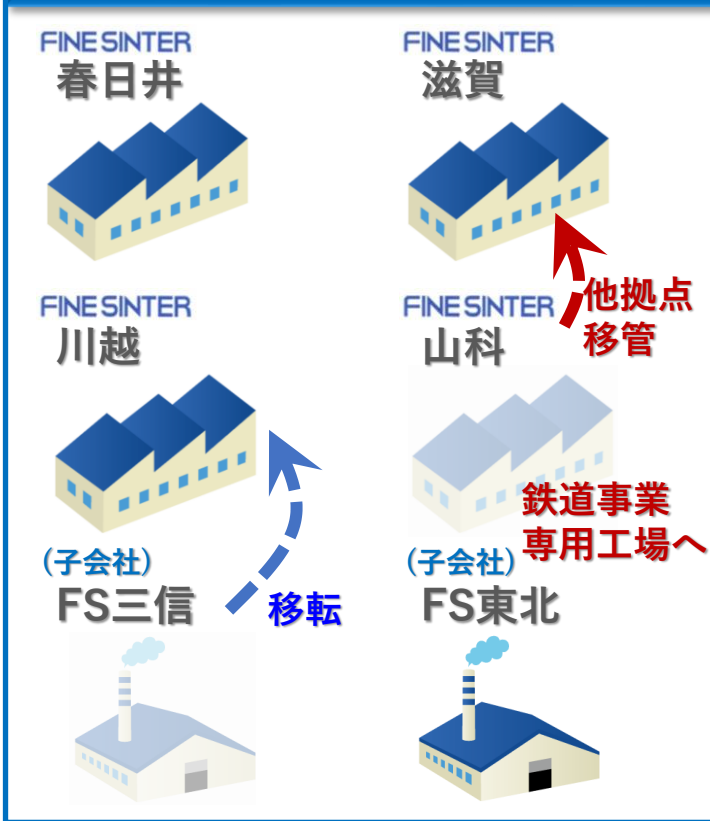 FINE SINTER
春日井
FINE SINTER
滋賀
他拠点
移管
FINE SINTER
川越
FINE SINTER
山科
鉄道事業
専用工場へ
(子会社)
FS三信
移転
(子会社)
FS東北